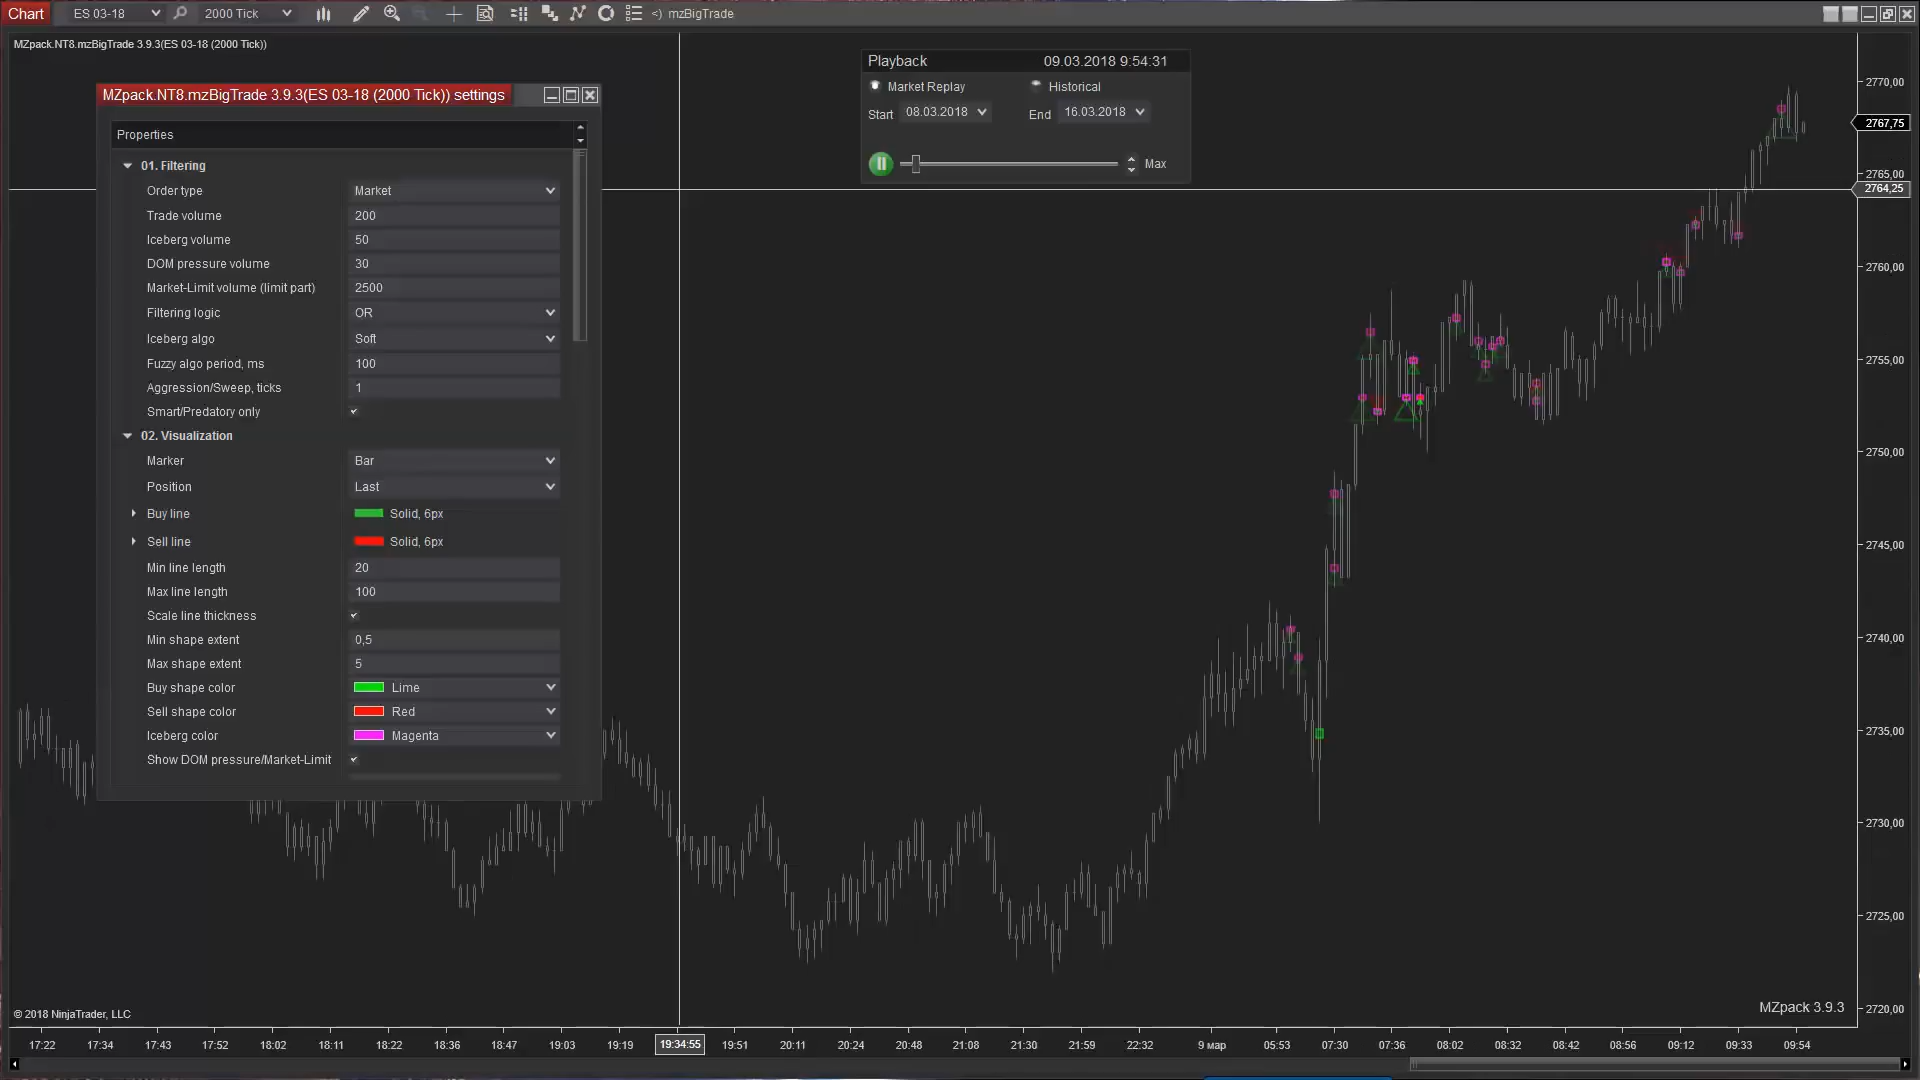 Chart
ES 03-18
2000 Tick
mzBigTrade
MZpack.NT8.mzBigTrade 3.9.3(ES 03-18 (2000 Tick))
MZpack.NT8.mzBigTrade 3.9.3(ES 03-18 (2000 Tick)) settings
Properties
01. Filtering
Order type Market
Trade volume 200
Iceberg volume 50
DOM pressure volume 30
Market-Limit volume (limit part) 2500
Filtering logic OR
Iceberg algo Soft
Fuzzy algo period, ms 100
Aggression/Sweep, ticks 1
Smart/Predatory only
02. Visualization
Marker Bar
Position Last
Buy line Solid, 6px
Sell line Solid, 6px
Min line length 20
Max line length 100
Scale line thickness
Min shape extent 0,5
Max shape extent 5
Buy shape color Lime
Sell shape color Red
Iceberg color Magenta
Show DOM pressure/Market-Limit
Playback 09.03.2018 9:54:31
Market Replay Historical
Start 08.03.2018 End 16.03.2018
Max
2770,00
2767,75
2765,00
2764,25
2760,00
2755,00
2750,00
2745,00
2740,00
2735,00
2730,00
2725,00
2720,00
MZpack 3.9.3
© 2018 NinjaTrader, LLC
17:22 17:34 17:43 17:52 18:02 18:11 18:22 18:36 18:47 19:03 19:19 19:34:55 19:51 20:11 20:24 20:48 21:08 21:30 21:59 22:32 9 мар 05:53 07:30 07:36 08:02 08:32 08:42 08:56 09:12 09:33 09:54